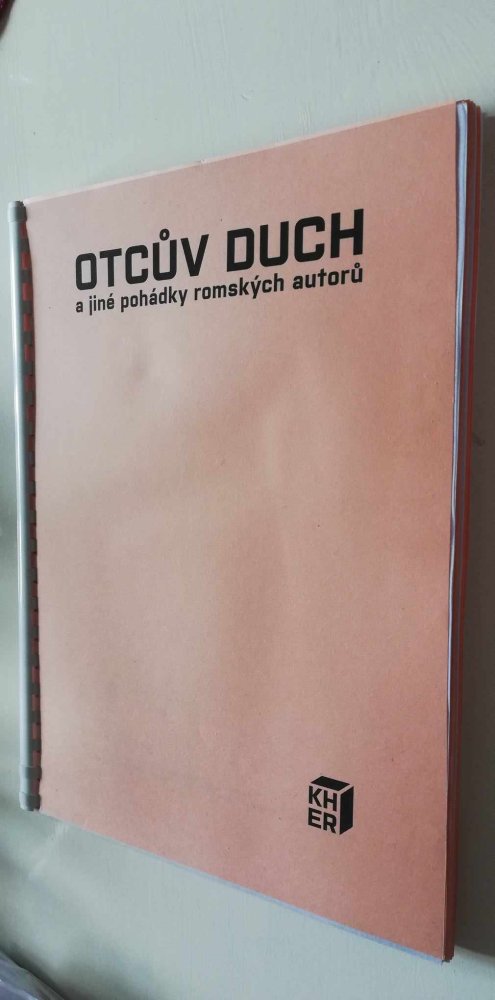 OTCŮV DUCH
a jiné pohádky romských autorů
KH
ER